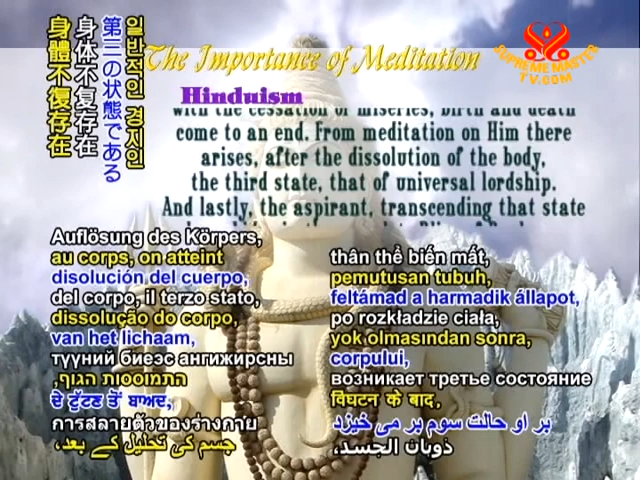 The Importance of Meditation
SUPREME MASTER
TV.COM
Hinduism
with the cessation of miseries, birth and death
come to an end. From meditation on Him there
arises, after the dissolution of the body,
the third state, that of universal lordship.
And lastly, the aspirant, transcending that state
일반적인 경지인
第三の状態である
身体不复存在
身體不復存在
Auflösung des Körpers,
au corps, on atteint
disolución del cuerpo,
del corpo, il terzo stato,
dissolução do corpo,
van het lichaam,
түүний биеэс ангижирсны
התמוססות הגוף,
ਦੇ ਟੁੱਟਣ ਤੋਂ ਬਾਅਦ,
การสลายตัวของร่างกาย
جسم کی تحلیل کے بعد،
thân thể biến mất,
pemutusan tubuh,
feltámad a harmadik állapot,
po rozkładzie ciała,
yok olmasından sonra,
corpului,
возникает третье состояние
विघटन के बाद,
بر او حالت سوم بر می خیزد
ذوبان الجسد،